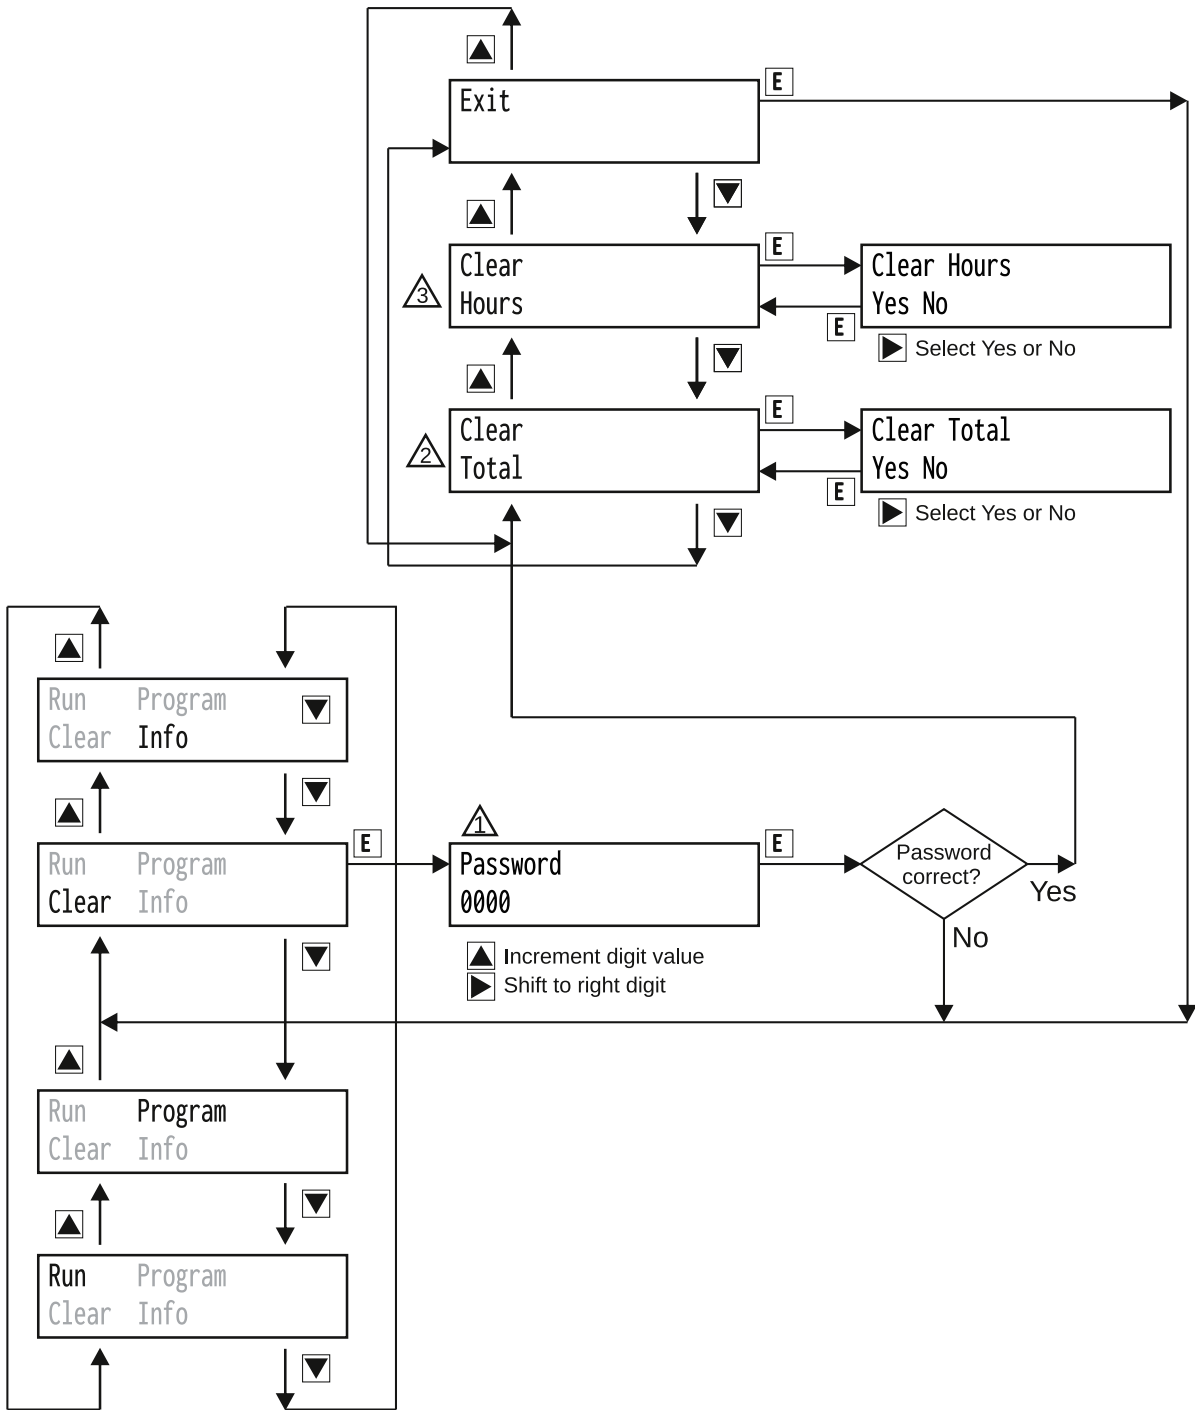 E
Exit
E
Clear
Hours
3
Clear Hours
Yes No
E
Select Yes or No
E
Clear
Total
2
Clear Total
Yes No
E
Select Yes or No
Run Program
Clear Info
E
Run Program
Clear Info
1
Password
0000
E
Password
correct?
Yes
No
Increment digit value
Shift to right digit
Run Program
Clear Info
Run Program
Clear Info